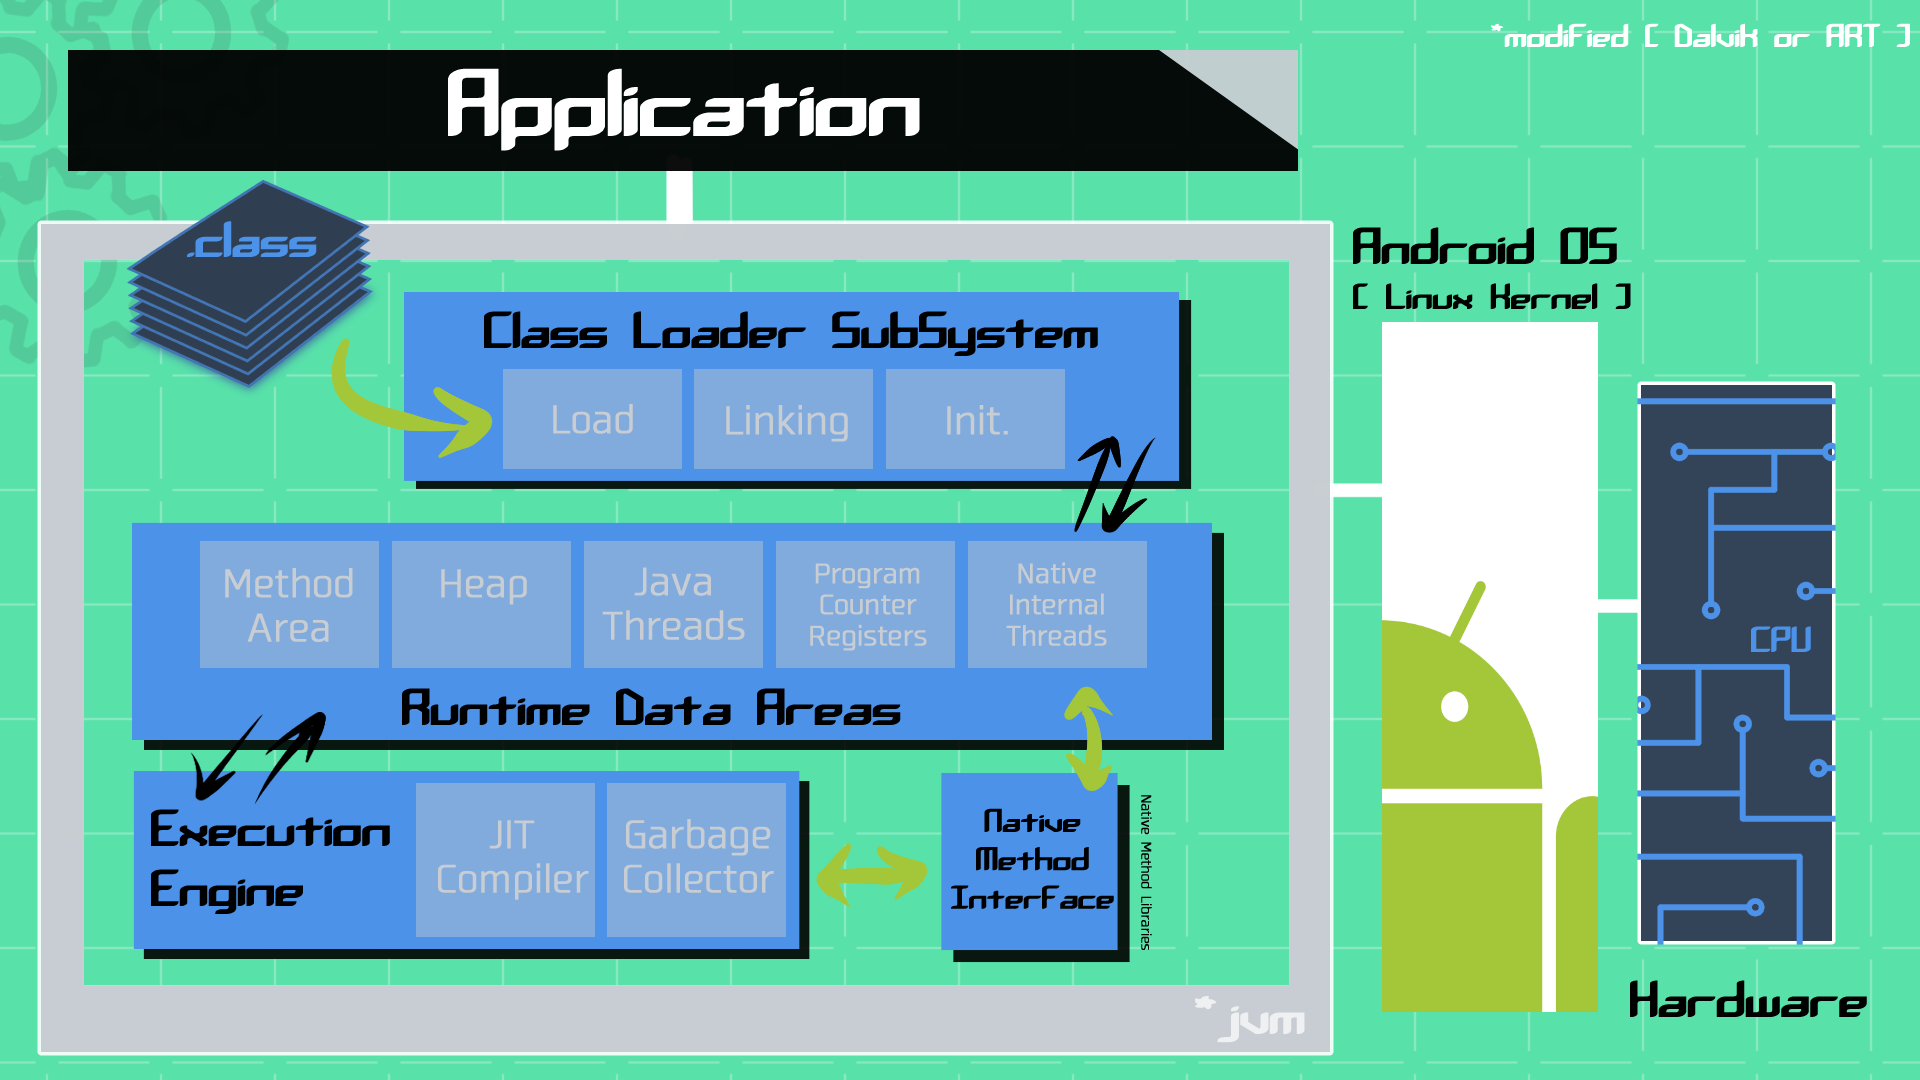 *modified [ Dalvik or ART ]
Application
.class
Android OS
[ Linux Kernel ]
Class Loader SubSystem
Load
Linking
Init.
Method
Area
Heap
Java
Threads
Program
Counter
Registers
Native
Internal
Threads
CPU
Runtime Data Areas
Execution
Engine
JIT
Compiler
Garbage
Collector
Native
Method
Interface
Native Method Libraries
Hardware
* jvm